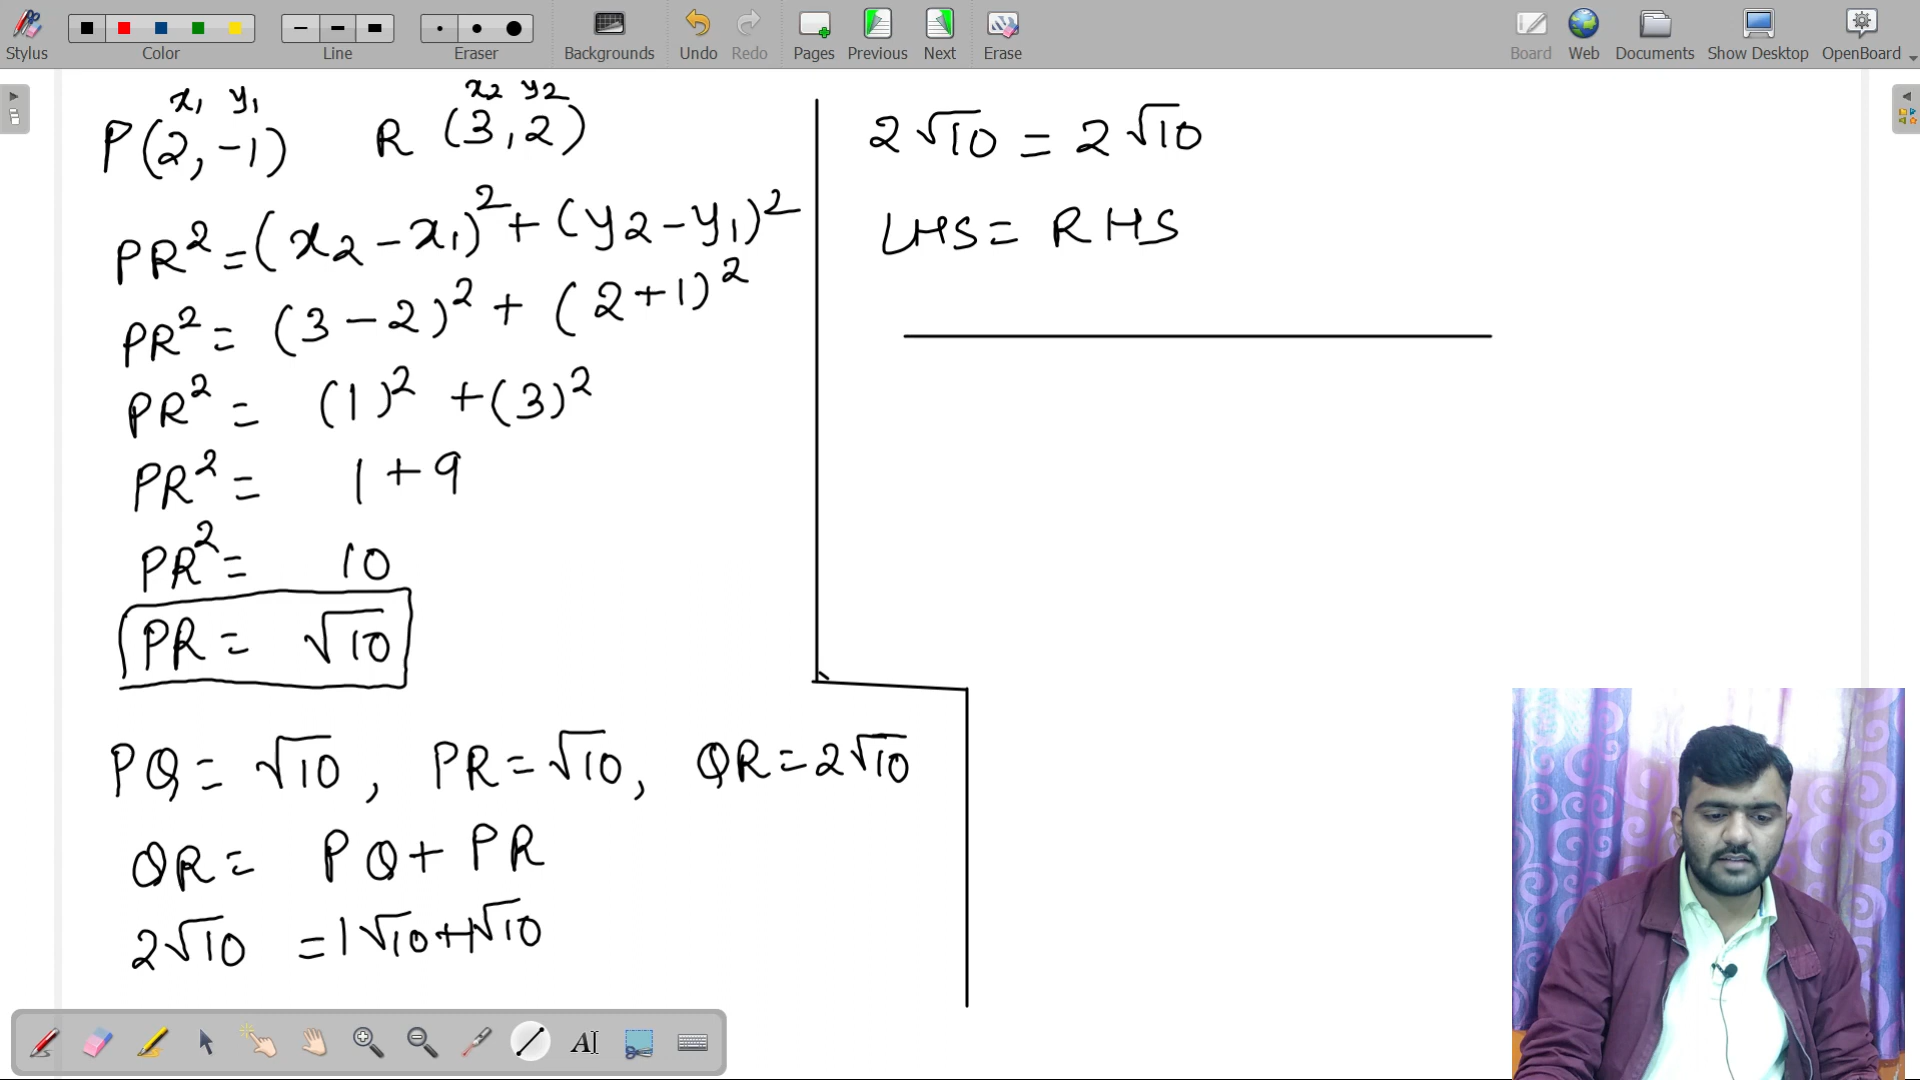 Stylus Color Line Eraser Backgrounds Undo Redo Pages Previous Next Erase Board Web Documents Show Desktop OpenBoard
x₁ y₁ x₂ y₂
P(2,-1) R (3,2)
PR² = (x₂-x₁)² + (y₂-y₁)²
PR² = (3-2)² + (2+1)²
PR² = (1)² + (3)²
PR² = 1+9
PR² = 10
PR = √10
PQ = √10, PR = √10, QR = 2√10
QR = PQ + PR
2√10 = 1√10+1√10
2√10 = 2√10
LHS = RHS
AI